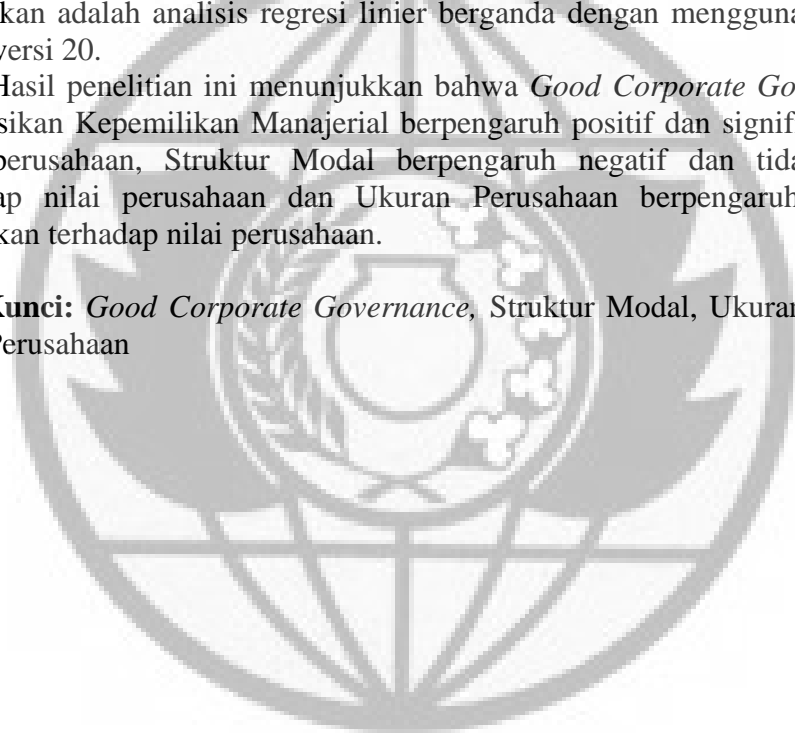 kan adalah analisis regresi linier berganda dengan mengguna
versi 20.
Hasil penelitian ini menunjukkan bahwa Good Corporate Go
sikan Kepemilikan Manajerial berpengaruh positif dan signif
perusahaan, Struktur Modal berpengaruh negatif dan tida
ap nilai perusahaan dan Ukuran Perusahaan berpengaruh
kan terhadap nilai perusahaan.
Kunci: Good Corporate Governance, Struktur Modal, Ukuran
Perusahaan